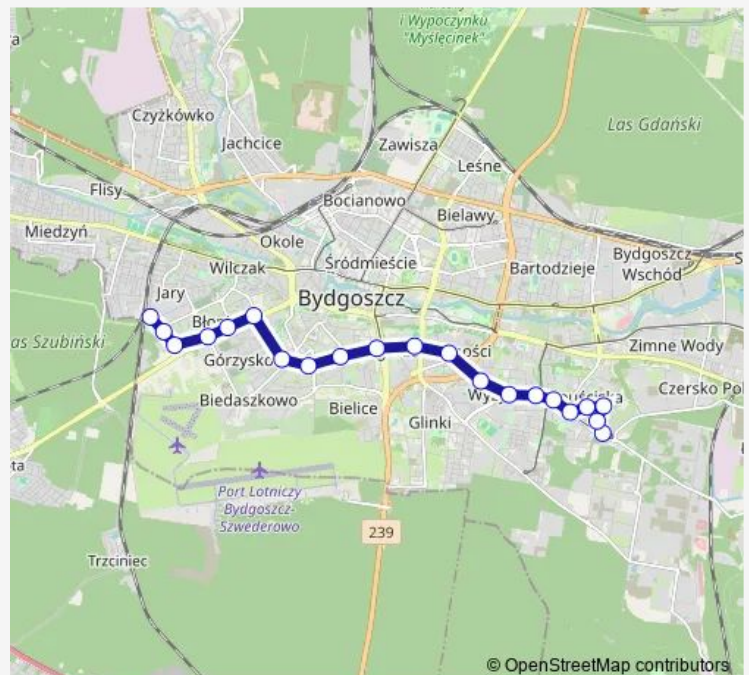 i Wypoczynku
"Myślęcinek"
Czyżkówko
Las Gdański
Jachcice
Zawisza
Leśne
Flisy
Bocianowo
Miedzyń
Bielawy
Okole
Śródmieście
Wilczak
Bartodzieje
Bydgoszcz
Wschód
Jary
Bydgoszcz
as Szubiński
Zimne Wody
Górzysko
Czersko Pol
Biedaszkowo
Bielice
Glinki
Port Lotniczy
Bydgoszcz-
Szwederowo
239
Trzciniec
© OpenStreetMap contributors